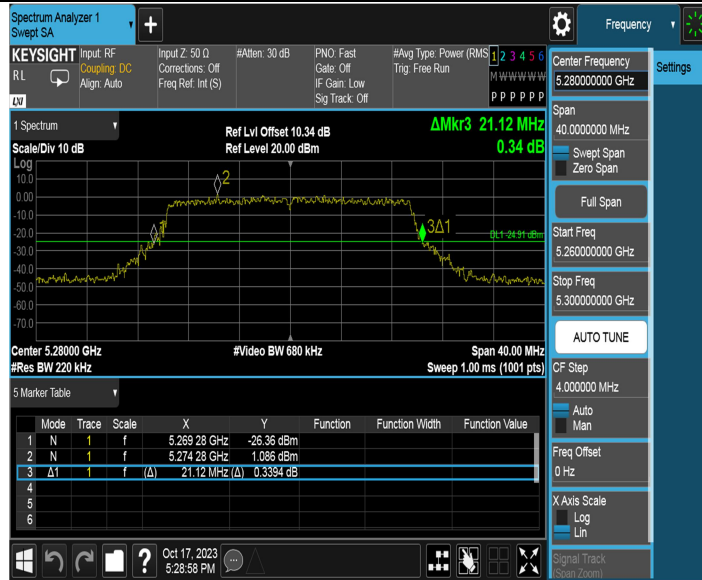 Spectrum Analyzer 1
Swept SA
Frequency
KEYSIGHT
RL
LXI
Input: RF
Coupling: DC
Align: Auto
Input Z: 50 Ω
Corrections: Off
Freq Ref: Int (S)
#Atten: 30 dB
PNO: Fast
Gate: Off
IF Gain: Low
Sig Track: Off
#Avg Type: Power (RMS
Trig: Free Run
1 2 3 4 5 6
M W W W W W
P P P P P P
Settings
Center Frequency
5.280000000 GHz
Span
40.0000000 MHz
Swept Span
Zero Span
Full Span
Start Freq
5.260000000 GHz
Stop Freq
5.300000000 GHz
AUTO TUNE
CF Step
4.000000 MHz
Auto
Man
Freq Offset
0 Hz
X Axis Scale
Log
Lin
Signal Track
(Span Zoom)
1 Spectrum
Scale/Div 10 dB
Ref Lvl Offset 10.34 dB
Ref Level 20.00 dBm
ΔMkr3 21.12 MHz
0.34 dB
Log
10.0
0.00
-10.0
-20.0
-30.0
-40.0
-50.0
-60.0
-70.0
2
1
3Δ1
DL1 -24.91 dBm
Center 5.28000 GHz
#Video BW 680 kHz
Span 40.00 MHz
#Res BW 220 kHz
Sweep 1.00 ms (1001 pts)
5 Marker Table
Mode Trace Scale X Y Function Function Width Function Value
1 N 1 f 5.269 28 GHz -26.36 dBm
2 N 1 f 5.274 28 GHz 1.086 dBm
3 Δ1 1 f (Δ) 21.12 MHz (Δ) 0.3394 dB
4
5
6
?
Oct 17, 2023
5:28:58 PM